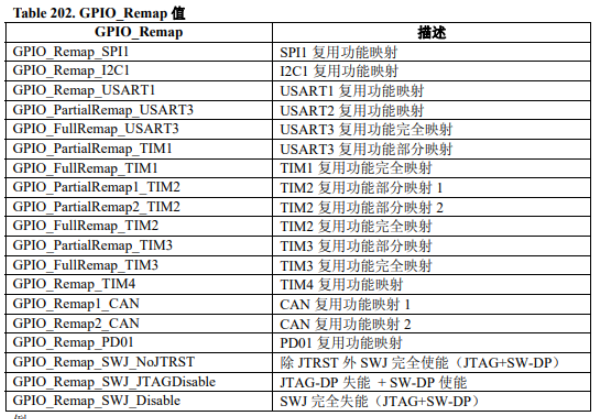 Table 202. GPIO_Remap 值
GPIO_Remap 描述
GPIO_Remap_SPI1 SPI1 复用功能映射
GPIO_Remap_I2C1 I2C1 复用功能映射
GPIO_Remap_USART1 USART1 复用功能映射
GPIO_PartialRemap_USART3 USART2 复用功能映射
GPIO_FullRemap_USART3 USART3 复用功能完全映射
GPIO_PartialRemap_TIM1 USART3 复用功能部分映射
GPIO_FullRemap_TIM1 TIM1 复用功能完全映射
GPIO_PartialRemap1_TIM2 TIM2 复用功能部分映射 1
GPIO_PartialRemap2_TIM2 TIM2 复用功能部分映射 2
GPIO_FullRemap_TIM2 TIM2 复用功能完全映射
GPIO_PartialRemap_TIM3 TIM3 复用功能部分映射
GPIO_FullRemap_TIM3 TIM3 复用功能完全映射
GPIO_Remap_TIM4 TIM4 复用功能映射
GPIO_Remap1_CAN CAN 复用功能映射 1
GPIO_Remap2_CAN CAN 复用功能映射 2
GPIO_Remap_PD01 PD01 复用功能映射
GPIO_Remap_SWJ_NoJTRST 除 JTRST 外 SWJ 完全使能（JTAG+SW-DP）
GPIO_Remap_SWJ_JTAGDisable JTAG-DP 失能 + SW-DP 使能
GPIO_Remap_SWJ_Disable SWJ 完全失能（JTAG+SW-DP）